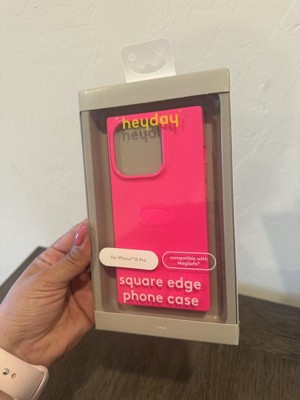 heyday
for iPhone® 15 Pro
compatible with
MagSafe®
square edge
phone case